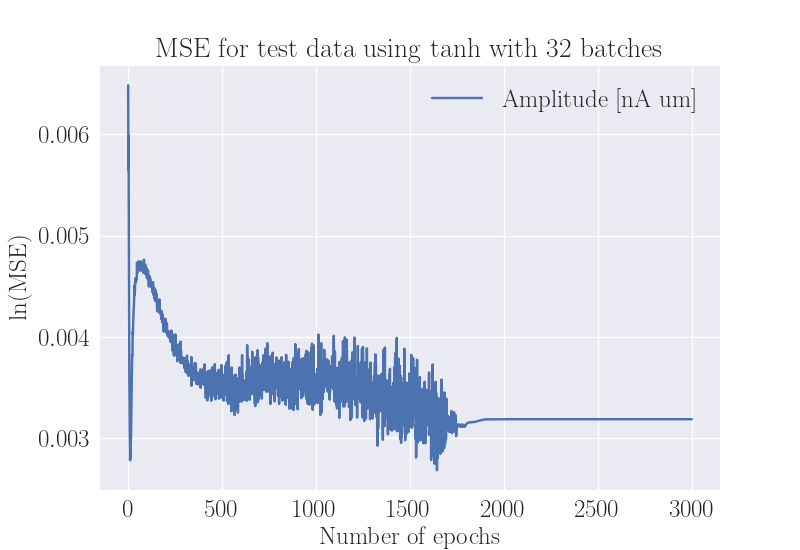 MSE for test data using tanh with 32 batches
Amplitude [nA um]
0.006
0.005
0.004
0.003
ln(MSE)
0 500 1000 1500 2000 2500 3000
Number of epochs